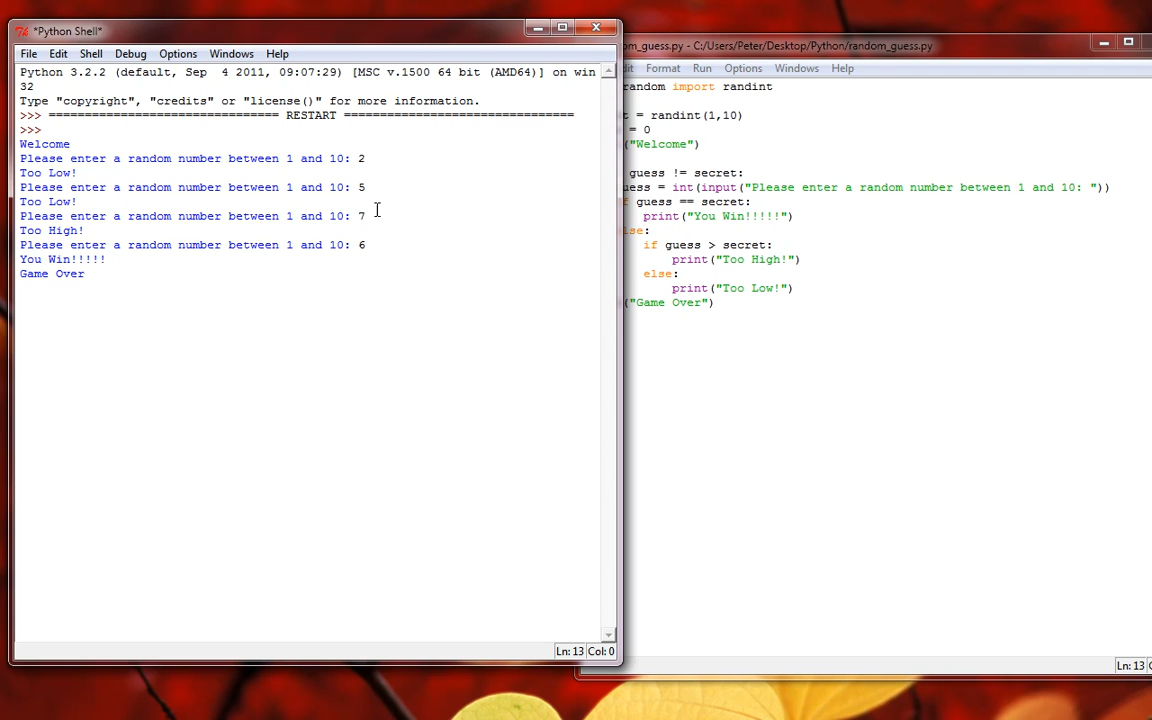 *Python Shell*
File Edit Shell Debug Options Windows Help
Python 3.2.2 (default, Sep  4 2011, 09:07:29) [MSC v.1500 64 bit (AMD64)] on win
32
Type "copyright", "credits" or "license()" for more information.
>>> ================================ RESTART ================================
>>>
Welcome
Please enter a random number between 1 and 10: 2
Too Low!
Please enter a random number between 1 and 10: 5
Too Low!
Please enter a random number between 1 and 10: 7
Too High!
Please enter a random number between 1 and 10: 6
You Win!!!!!
Game Over
Ln: 13 Col: 0
om_guess.py - C:/Users/Peter/Desktop/Python/random_guess.py
dit Format Run Options Windows Help
random import randint
t = randint(1,10)
= 0
("Welcome")
guess != secret:
uess = int(input("Please enter a random number between 1 and 10: "))
f guess == secret:
print("You Win!!!!!")
lse:
if guess > secret:
print("Too High!")
else:
print("Too Low!")
("Game Over")
Ln: 13